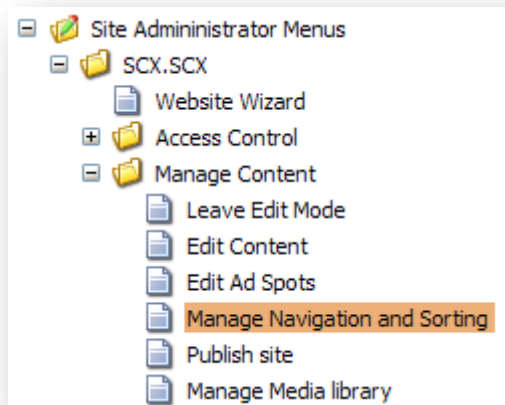 Site Admininistrator Menus
SCX.SCX
Website Wizard
Access Control
Manage Content
Leave Edit Mode
Edit Content
Edit Ad Spots
Manage Navigation and Sorting
Publish site
Manage Media library